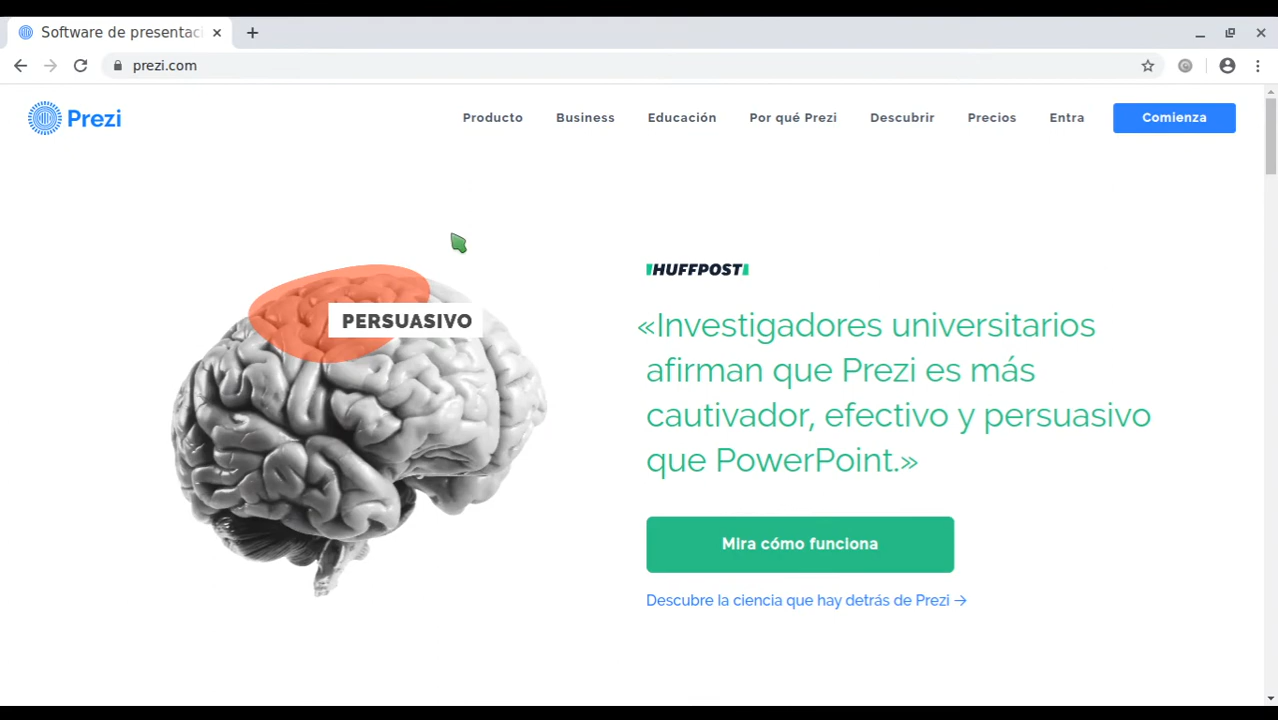 Software de presentaci
prezi.com
Prezi
Producto
Business
Educación
Por qué Prezi
Descubrir
Precios
Entra
Comienza
PERSUASIVO
HUFFPOST
«Investigadores universitarios
afirman que Prezi es más
cautivador, efectivo y persuasivo
que PowerPoint.»
Mira cómo funciona
Descubre la ciencia que hay detrás de Prezi →